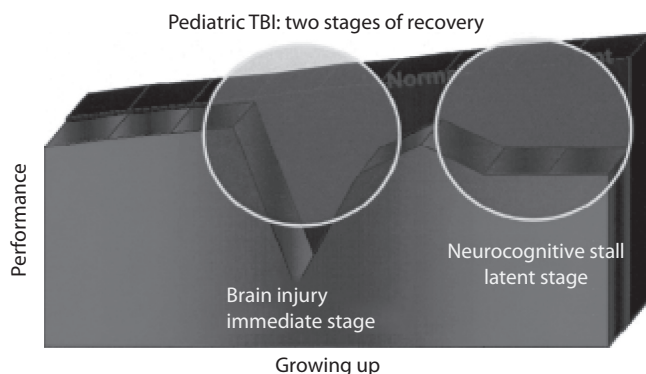 Pediatric TBI: two stages of recovery
Performance
Neurocognitive stall
latent stage
Brain injury
immediate stage
Growing up